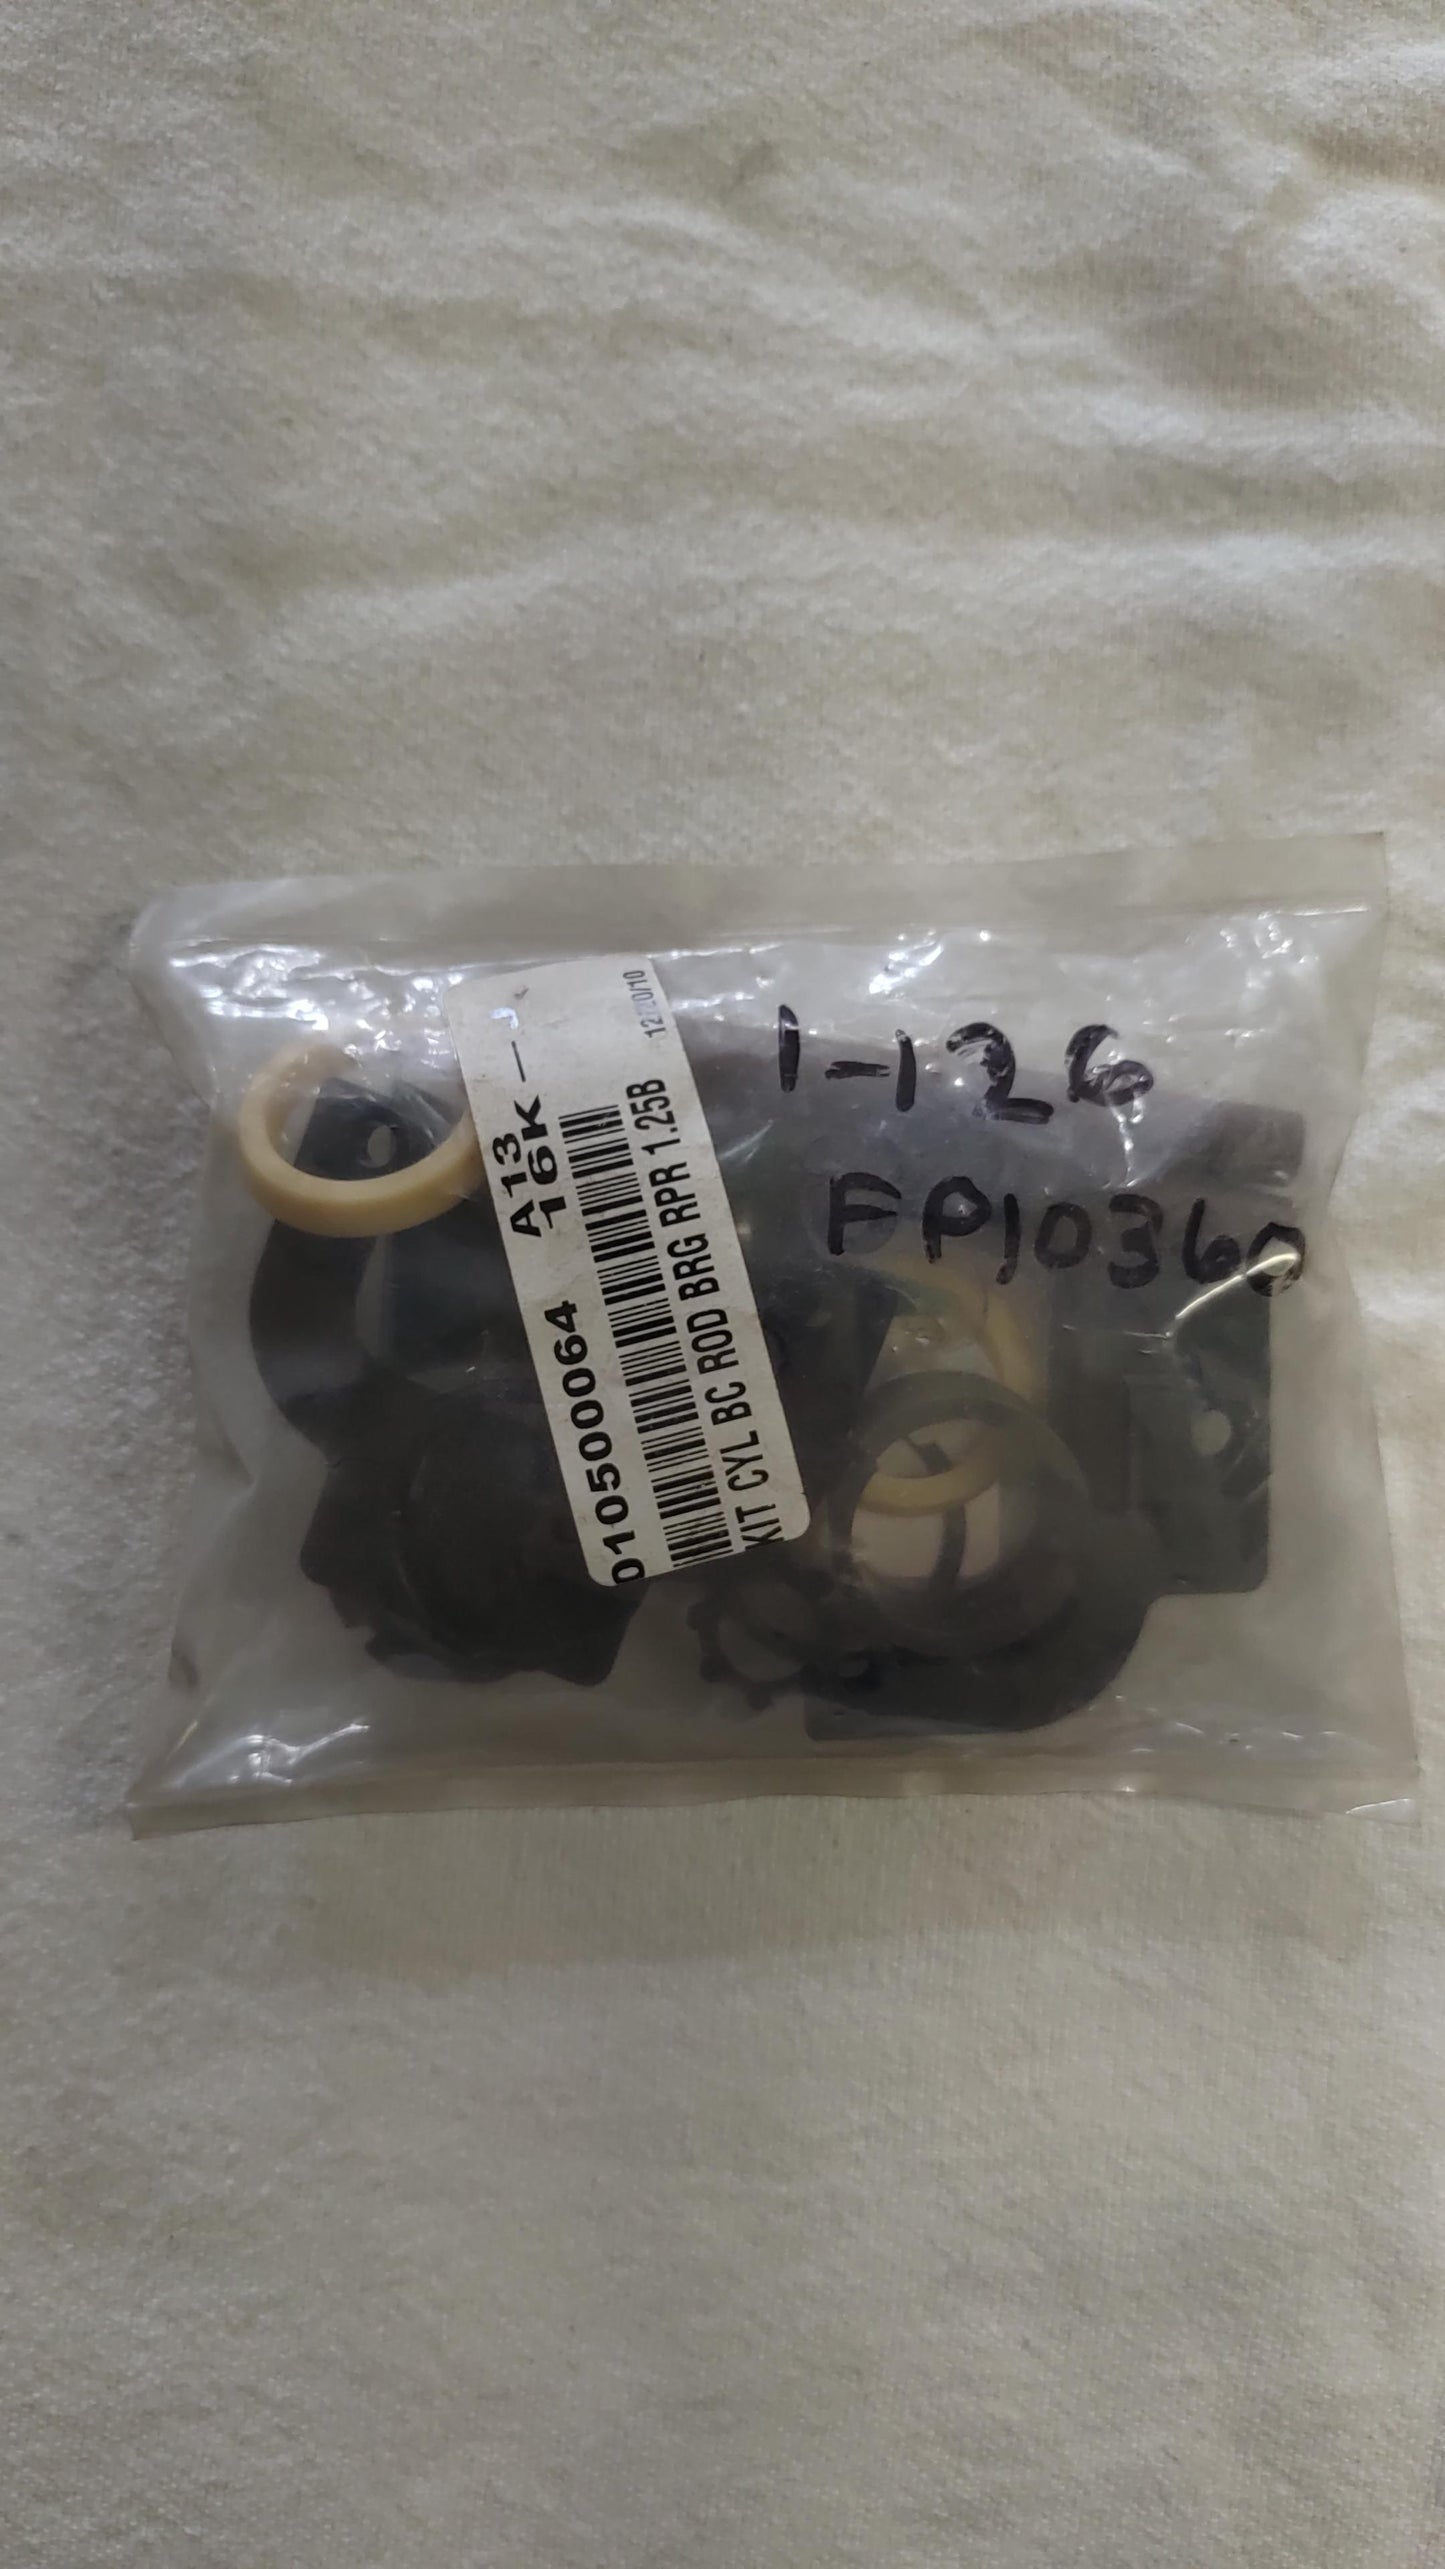 A13
16K-J
0105000064
KIT CYL BC ROD BRG RPR 1.25B
1-126
FP10360